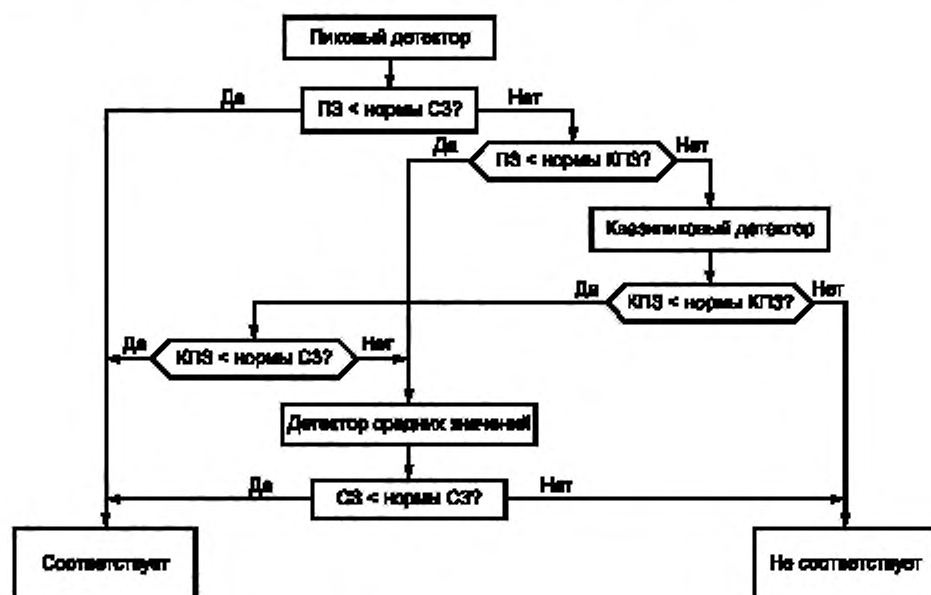 Пиковый детектор
Да
ПЗ < нормы СЗ?
Нет
Да
ПЗ < нормы КПЗ?
Нет
Квазипиковый детектор
Да
КПЗ < нормы КПЗ?
Нет
Да
КПЗ < нормы СЗ?
Нет
Детектор средних значений
Да
СЗ < нормы СЗ?
Нет
Соответствует
Не соответствует